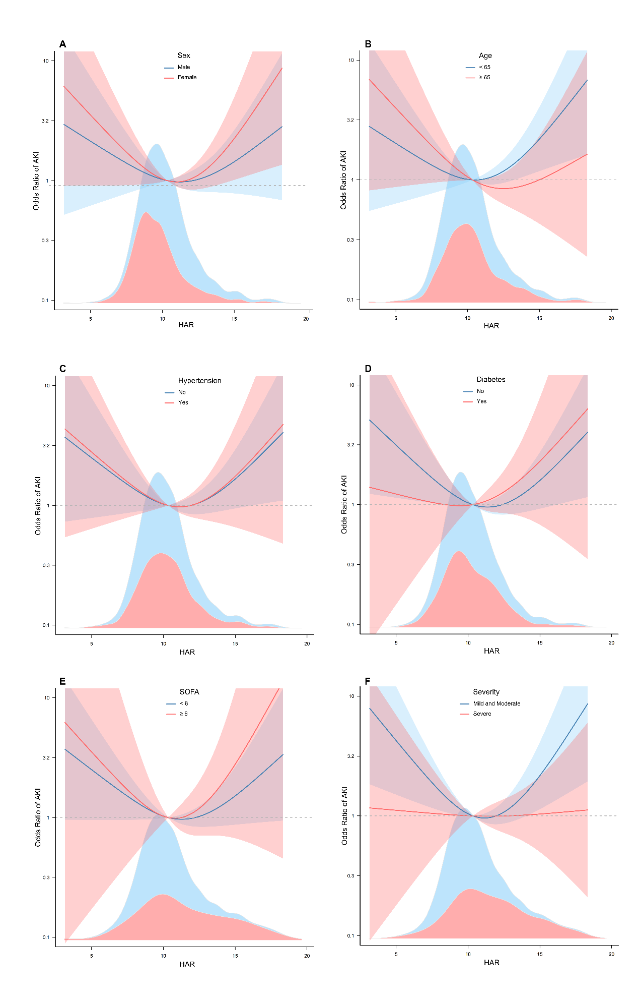 A
Sex
Male
Female
10
3.2
1
0.3
0.1
Odds Ratio of AKI
5
10
15
20
HAR
B
Age
< 65
≥ 65
10
3.2
1
0.3
0.1
Odds Ratio of AKI
5
10
15
20
HAR
C
Hypertension
No
Yes
10
3.2
1
0.3
0.1
Odds Ratio of AKI
5
10
15
20
HAR
D
Diabetes
No
Yes
10
3.2
1
0.3
0.1
Odds Ratio of AKI
5
10
15
20
HAR
E
SOFA
< 6
≥ 6
10
3.2
1
0.3
0.1
Odds Ratio of AKI
5
10
15
20
HAR
F
Severity
Mild and Moderate
Severe
10
3.2
1
0.3
0.1
Odds Ratio of AKI
5
10
15
20
HAR